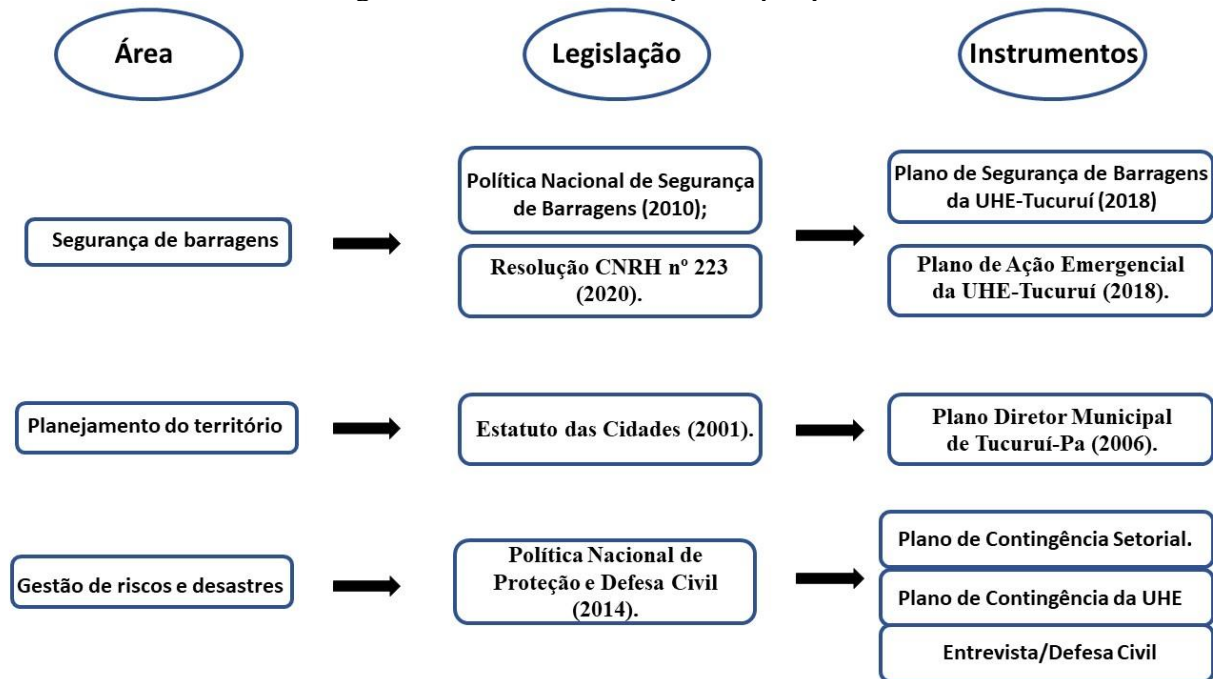 Área
Legislação
Instrumentos
Segurança de barragens
Política Nacional de Segurança
de Barragens (2010);
Resolução CNRH nº 223
(2020).
Plano de Segurança de Barragens
da UHE-Tucuruí (2018)
Plano de Ação Emergencial
da UHE-Tucuruí (2018).
Planejamento do território
Estatuto das Cidades (2001).
Plano Diretor Municipal
de Tucuruí-Pa (2006).
Gestão de riscos e desastres
Política Nacional de
Proteção e Defesa Civil
(2014).
Plano de Contingência Setorial.
Plano de Contingência da UHE
Entrevista/Defesa Civil